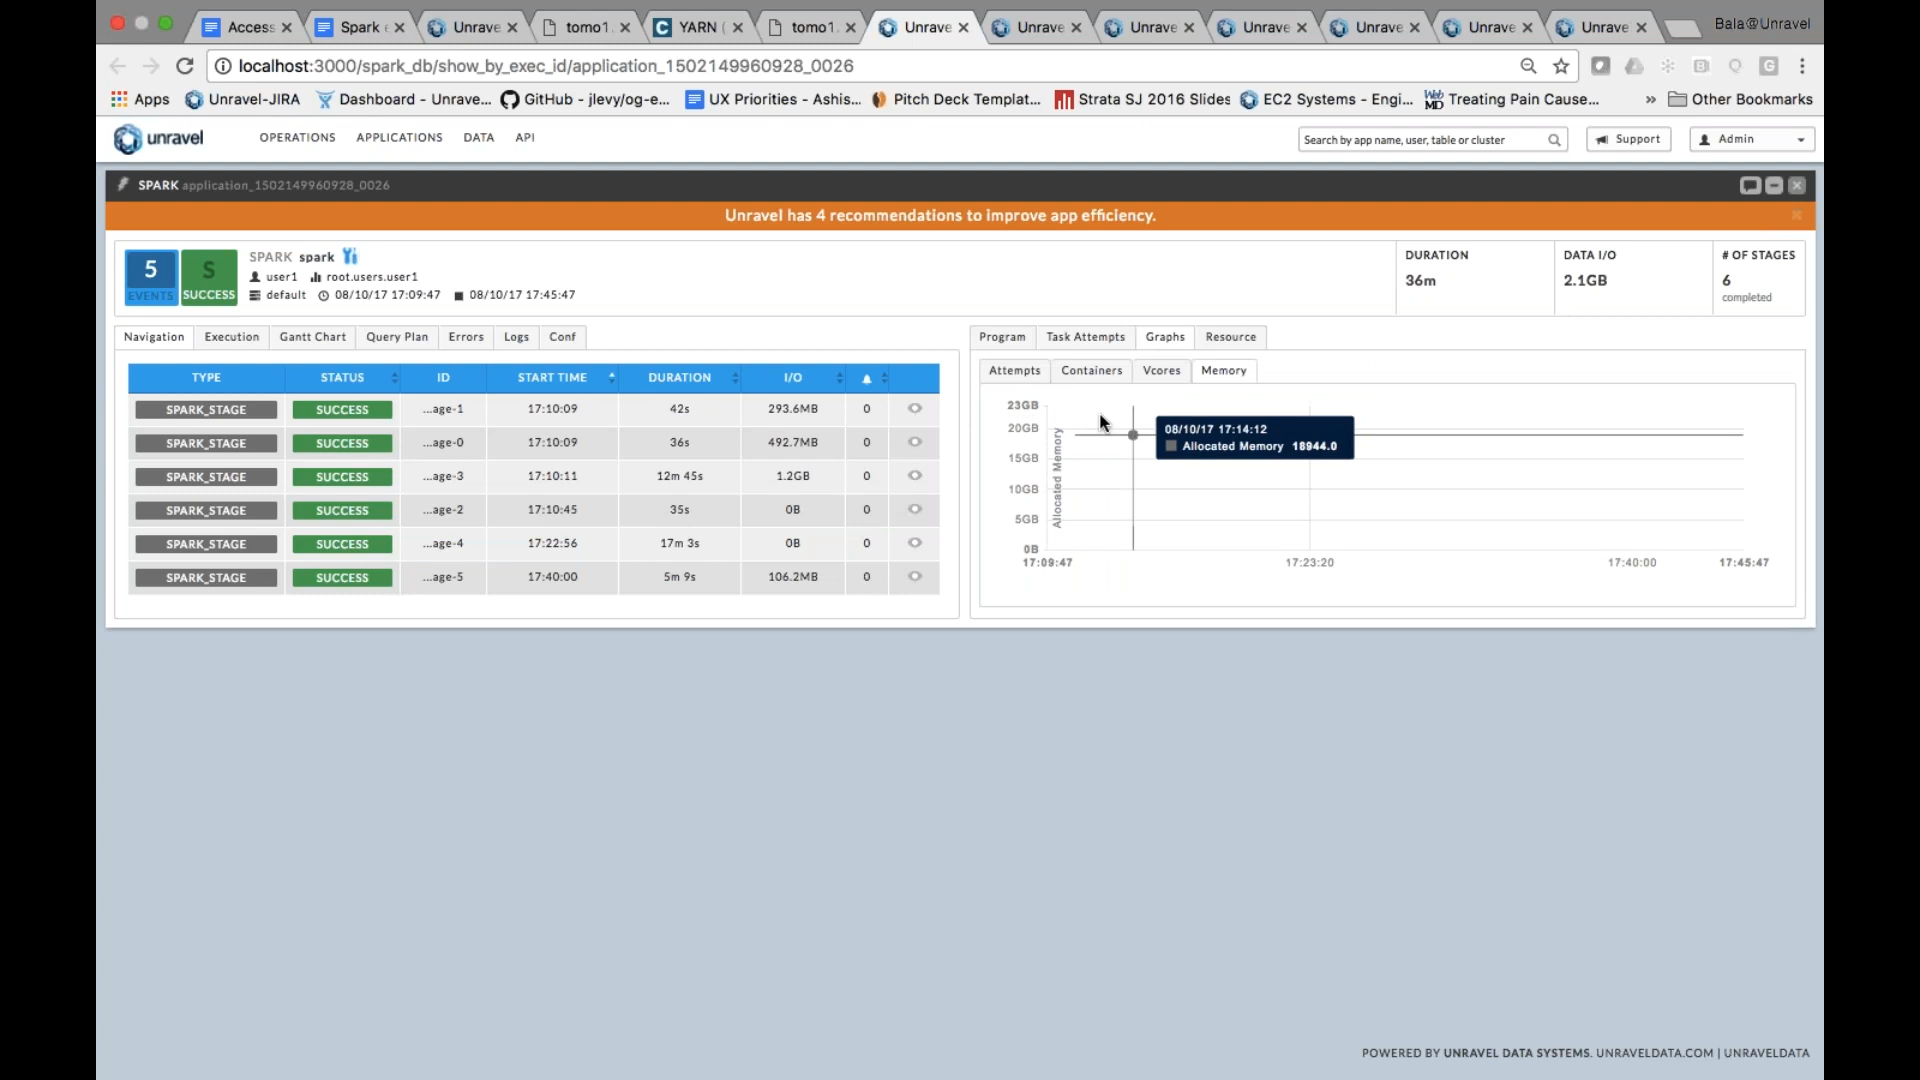 Access
Spark e
Unrave
tomo1.
YARN (
tomo1.
Unrave
Unrave
Unrave
Unrave
Unrave
Unrave
Unrave
Bala@Unravel
localhost:3000/spark_db/show_by_exec_id/application_1502149960928_0026
Apps
Unravel-JIRA
Dashboard - Unrave...
GitHub - jlevy/og-e...
UX Priorities - Ashis...
Pitch Deck Templat...
Strata SJ 2016 Slides
EC2 Systems - Engi...
Web MD
Treating Pain Cause...
»
Other Bookmarks
unravel
OPERATIONS
APPLICATIONS
DATA
API
Search by app name, user, table or cluster
Support
Admin
SPARK application_1502149960928_0026
Unravel has 4 recommendations to improve app efficiency.
5
EVENTS
S
SUCCESS
SPARK spark
user1 root.users.user1
default 08/10/17 17:09:47 08/10/17 17:45:47
DURATION
36m
DATA I/O
2.1GB
# OF STAGES
6
completed
Navigation Execution Gantt Chart Query Plan Errors Logs Conf
TYPE STATUS ID START TIME DURATION I/O
SPARK_STAGE SUCCESS ...age-1 17:10:09 42s 293.6MB 0
SPARK_STAGE SUCCESS ...age-0 17:10:09 36s 492.7MB 0
SPARK_STAGE SUCCESS ...age-3 17:10:11 12m 45s 1.2GB 0
SPARK_STAGE SUCCESS ...age-2 17:10:45 35s 0B 0
SPARK_STAGE SUCCESS ...age-4 17:22:56 17m 3s 0B 0
SPARK_STAGE SUCCESS ...age-5 17:40:00 5m 9s 106.2MB 0
Program Task Attempts Graphs Resource
Attempts Containers Vcores Memory
23GB
20GB
15GB
10GB
5GB
0B
Allocated Memory
08/10/17 17:14:12
Allocated Memory 18944.0
17:09:47 17:23:20 17:40:00 17:45:47
POWERED BY UNRAVEL DATA SYSTEMS. UNRAVELDATA.COM | UNRAVELDATA